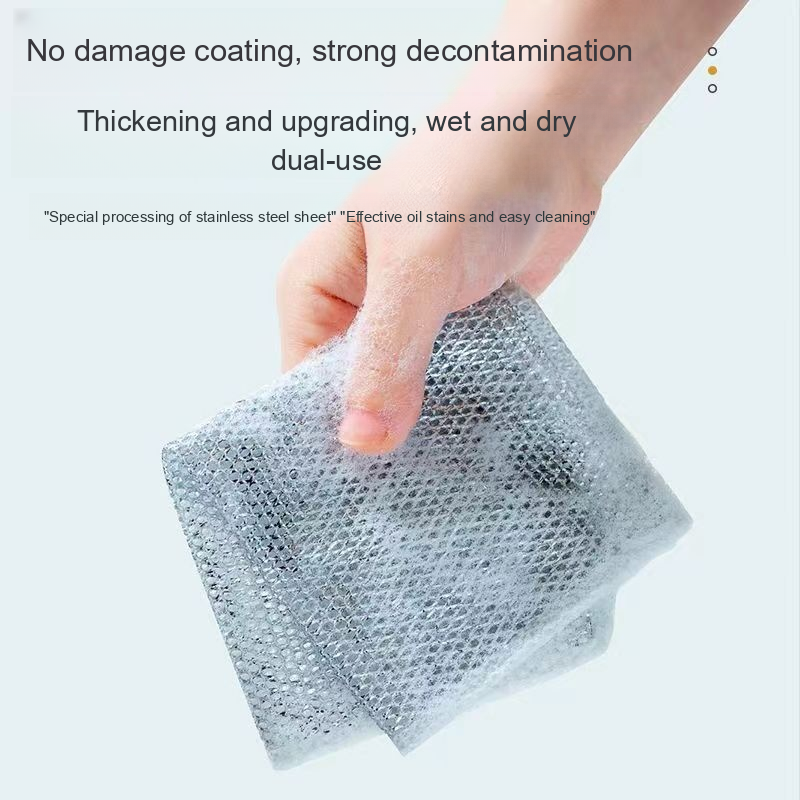 No damage coating, strong decontamination
Thickening and upgrading, wet and dry
dual-use
"Special processing of stainless steel sheet" "Effective oil stains and easy cleaning"